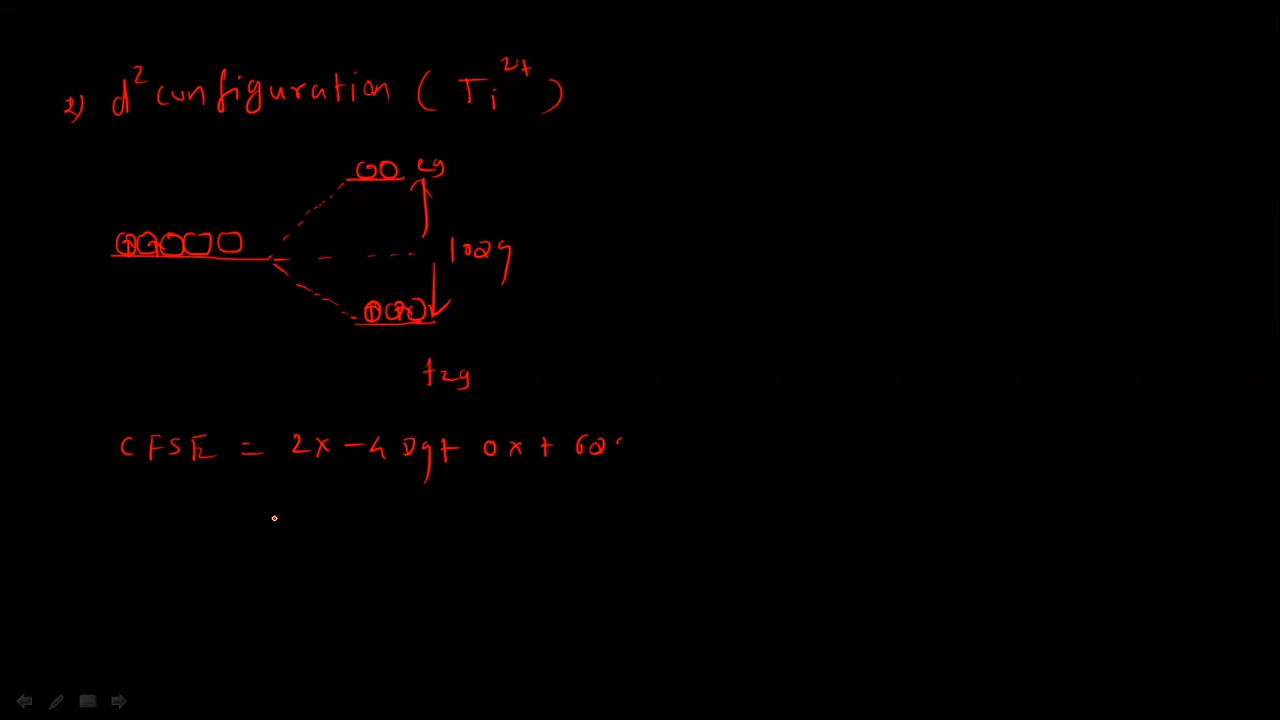 2) d² configuration ( Ti²⁺ )
eg
10Dq
t2g
CFSE = 2x -4Dq+ 0x + 6D